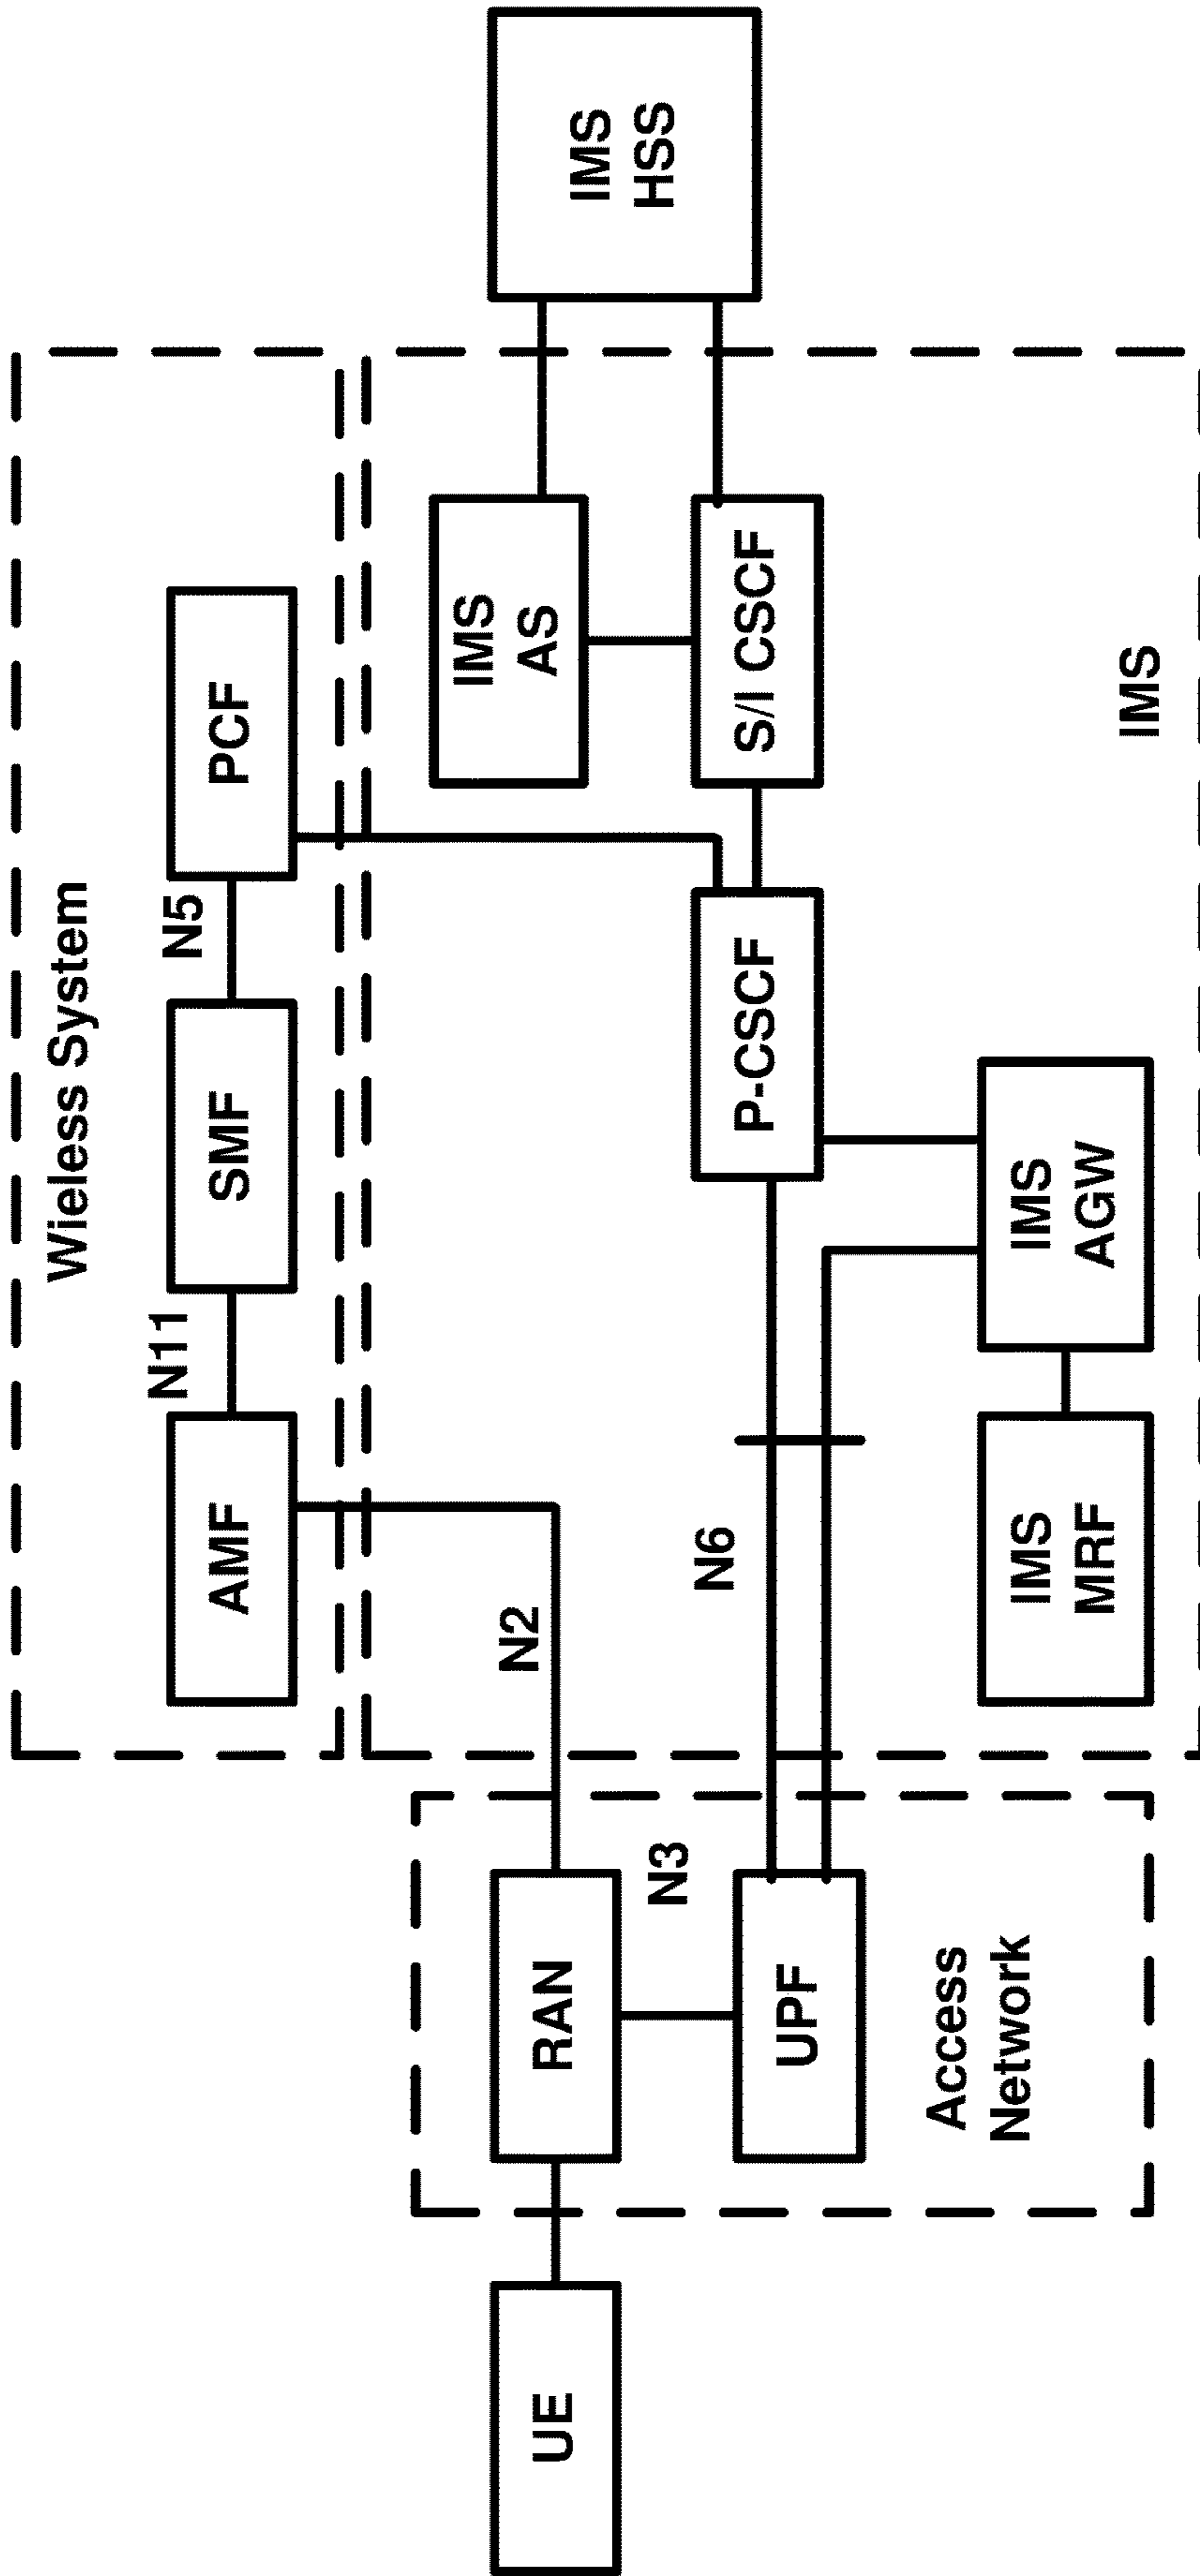 Wieless System
AMF
N11
SMF
N5
PCF
IMS
HSS
IMS
AS
N2
UE
RAN
N3
UPF
N6
P-CSCF
S/I CSCF
IMS
MRF
IMS
AGW
Access
Network
IMS